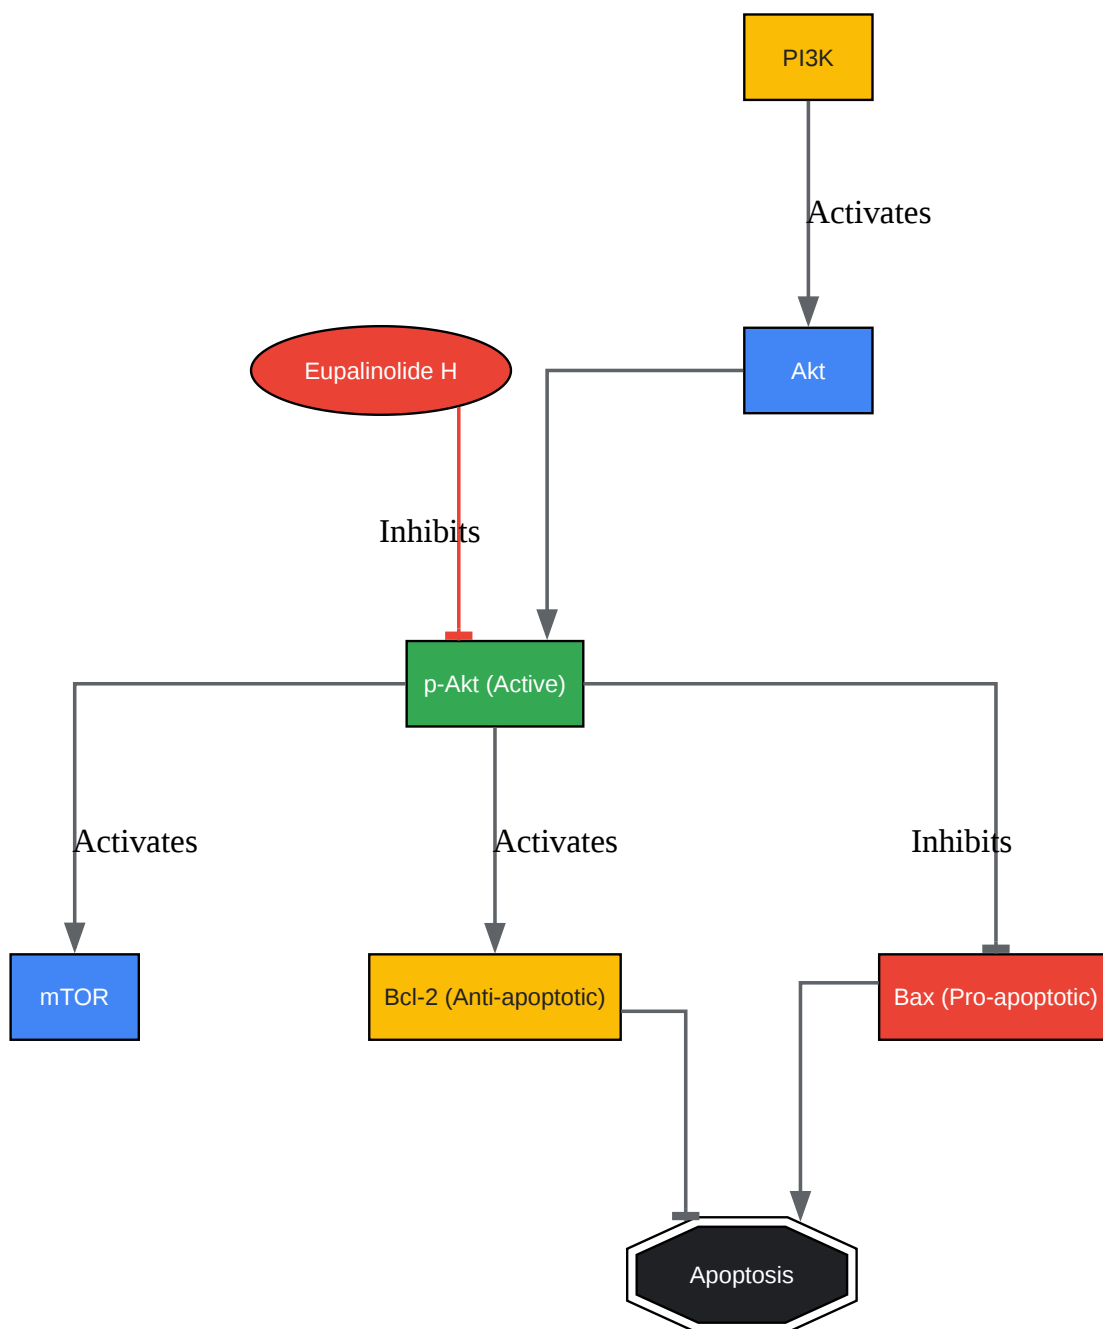 PI3K
Activates
Eupalinolide H
Akt
Inhibits
p-Akt (Active)
Activates
Activates
Inhibits
mTOR
Bcl-2 (Anti-apoptotic)
Bax (Pro-apoptotic)
Apoptosis